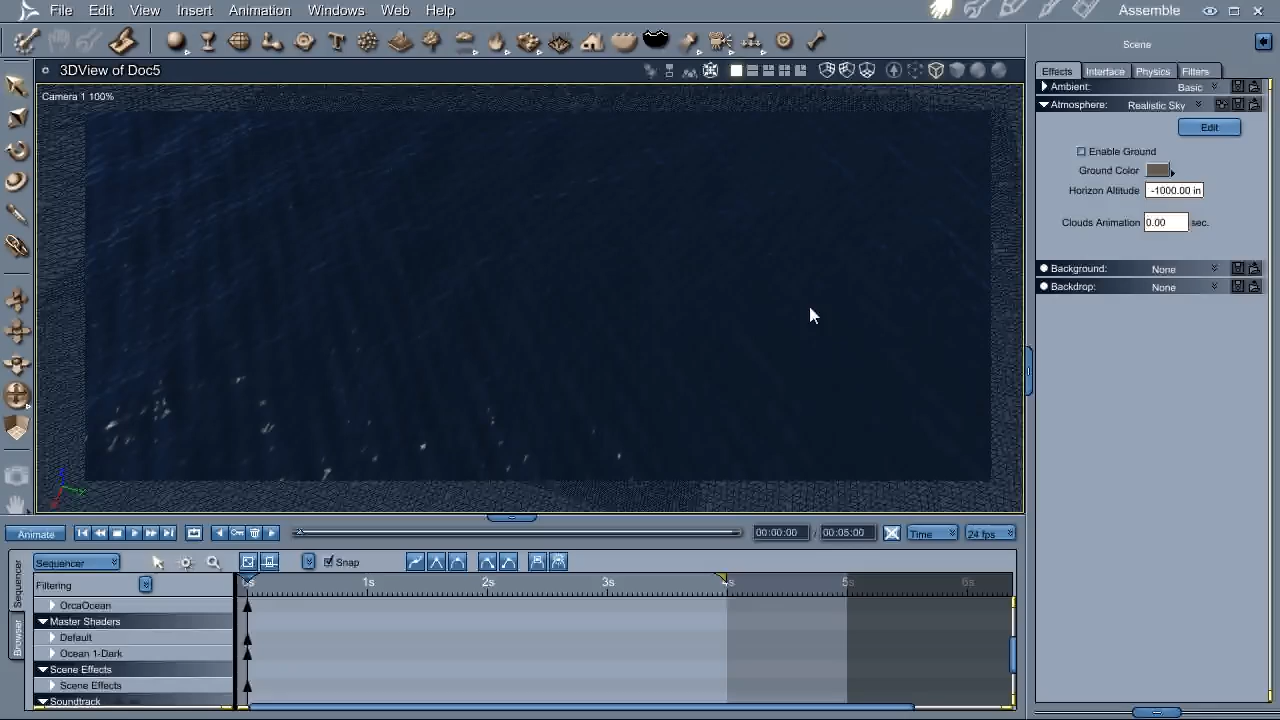 File Edit View Insert Animation Windows Web Help
Assemble
3DView of Doc5
Camera 1 100%
Scene
Effects Interface Physics Filters
Ambient: Basic
Atmosphere: Realistic Sky
Edit
Enable Ground
Ground Color
Horizon Altitude -1000.00 in
Clouds Animation 0.00 sec.
Background: None
Backdrop: None
Animate
00:00:00 / 00:05:00 Time 24 fps
Sequencer
Browser
Sequencer Snap
Filtering
1s 2s 3s 4s 5s 6s
OrcaOcean
Master Shaders
Default
Ocean 1-Dark
Scene Effects
Scene Effects
Soundtrack